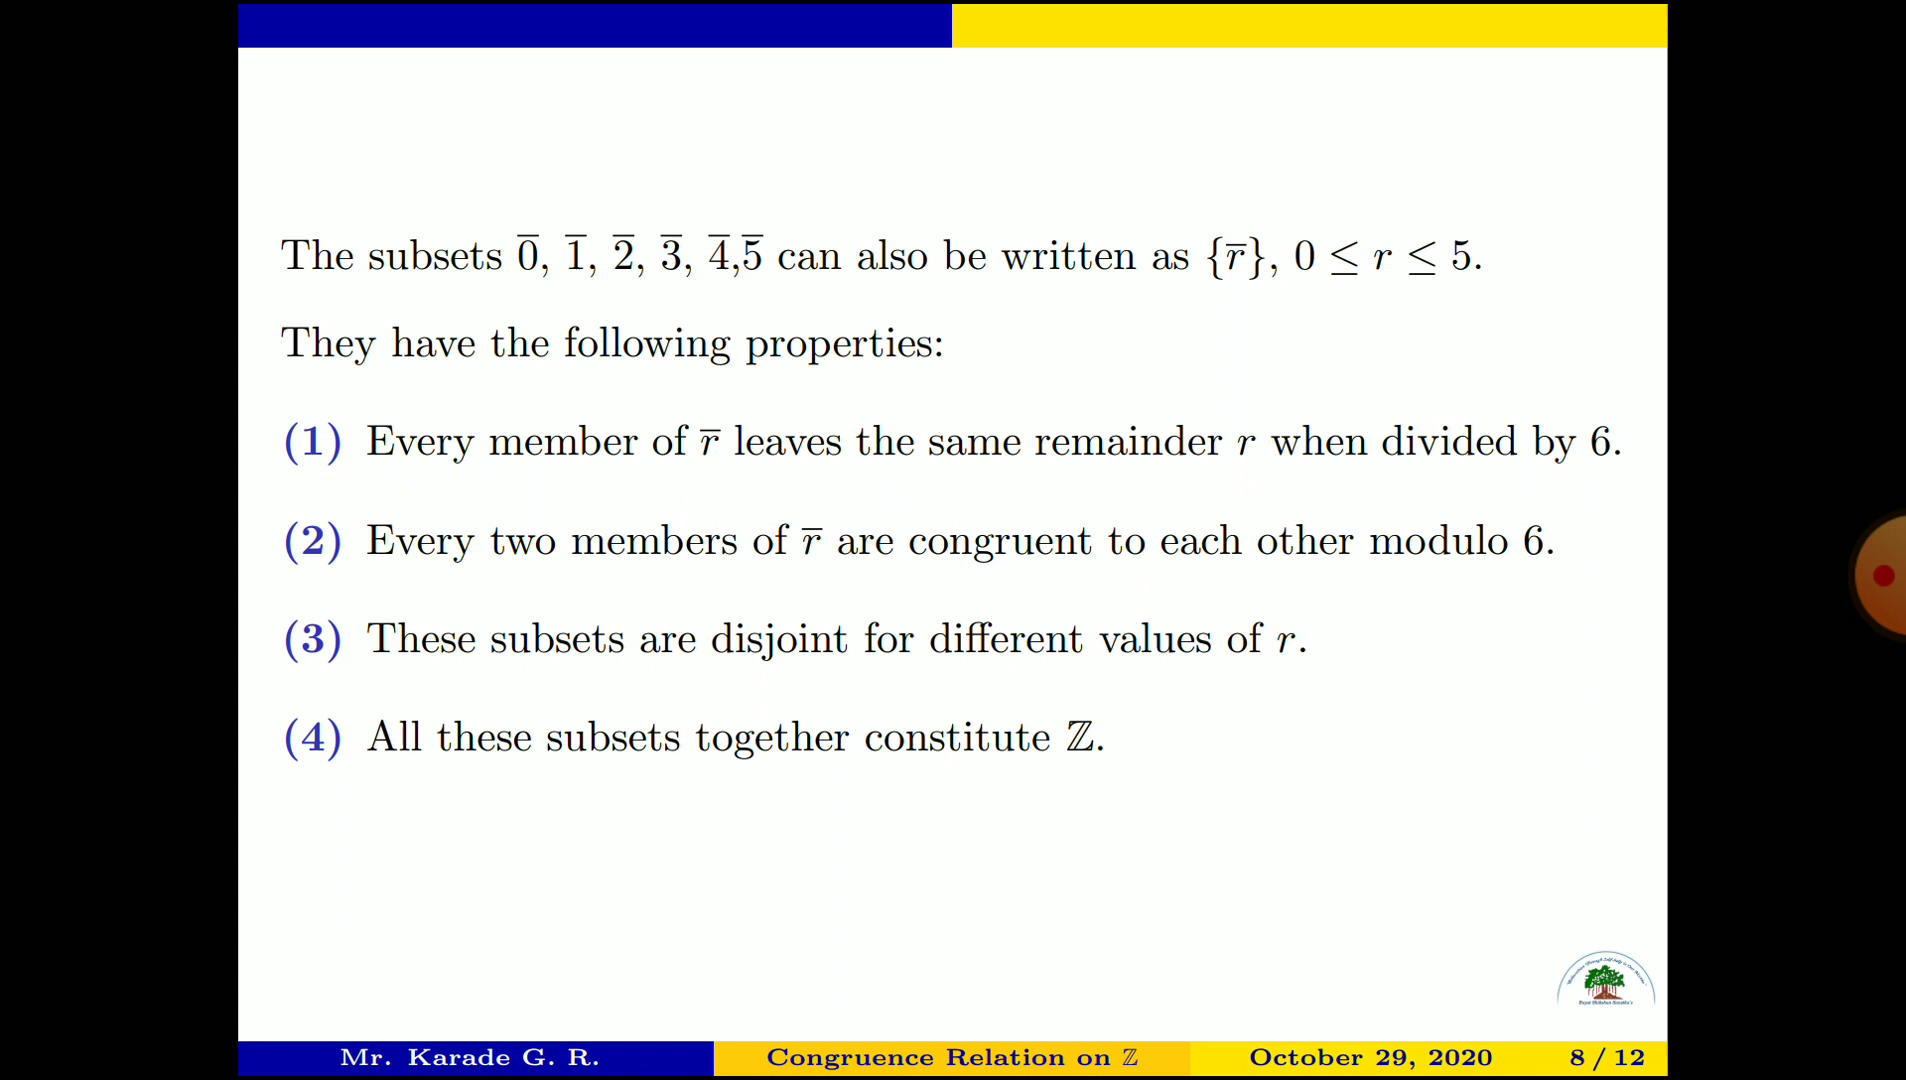 The subsets 0̅, 1̅, 2̅, 3̅, 4̅,5̅ can also be written as {r̅}, 0 ≤ r ≤ 5.
They have the following properties:
(1) Every member of r̅ leaves the same remainder r when divided by 6.
(2) Every two members of r̅ are congruent to each other modulo 6.
(3) These subsets are disjoint for different values of r.
(4) All these subsets together constitute ℤ.
Mr. Karade G. R. Congruence Relation on ℤ October 29, 2020 8 / 12